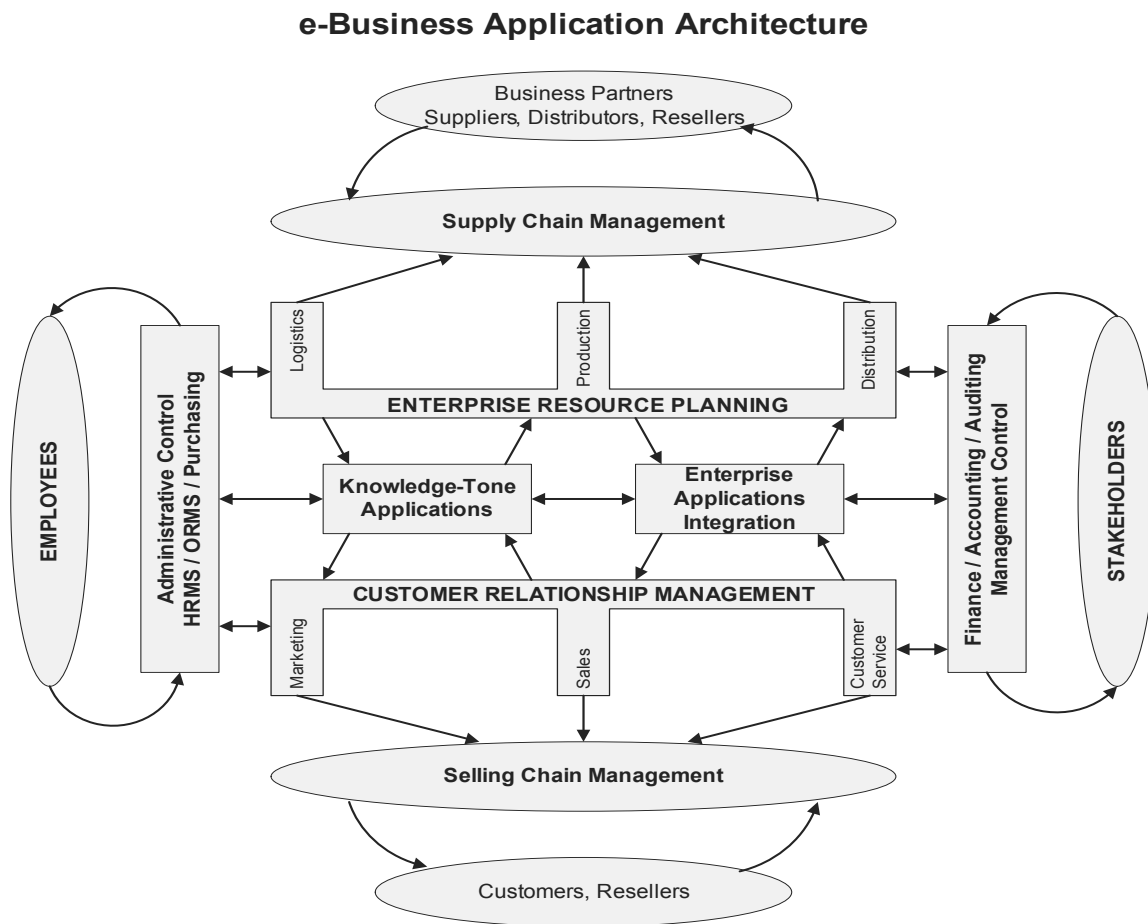 e-Business Application Architecture
Business Partners
Suppliers, Distributors, Resellers
Supply Chain Management
Logistics
Production
Distribution
ENTERPRISE RESOURCE PLANNING
EMPLOYEES
Administrative Control
HRMS / ORMS / Purchasing
Knowledge-Tone
Applications
Enterprise
Applications
Integration
Finance / Accounting / Auditing
Management Control
STAKEHOLDERS
CUSTOMER RELATIONSHIP MANAGEMENT
Marketing
Sales
Customer
Service
Selling Chain Management
Customers, Resellers